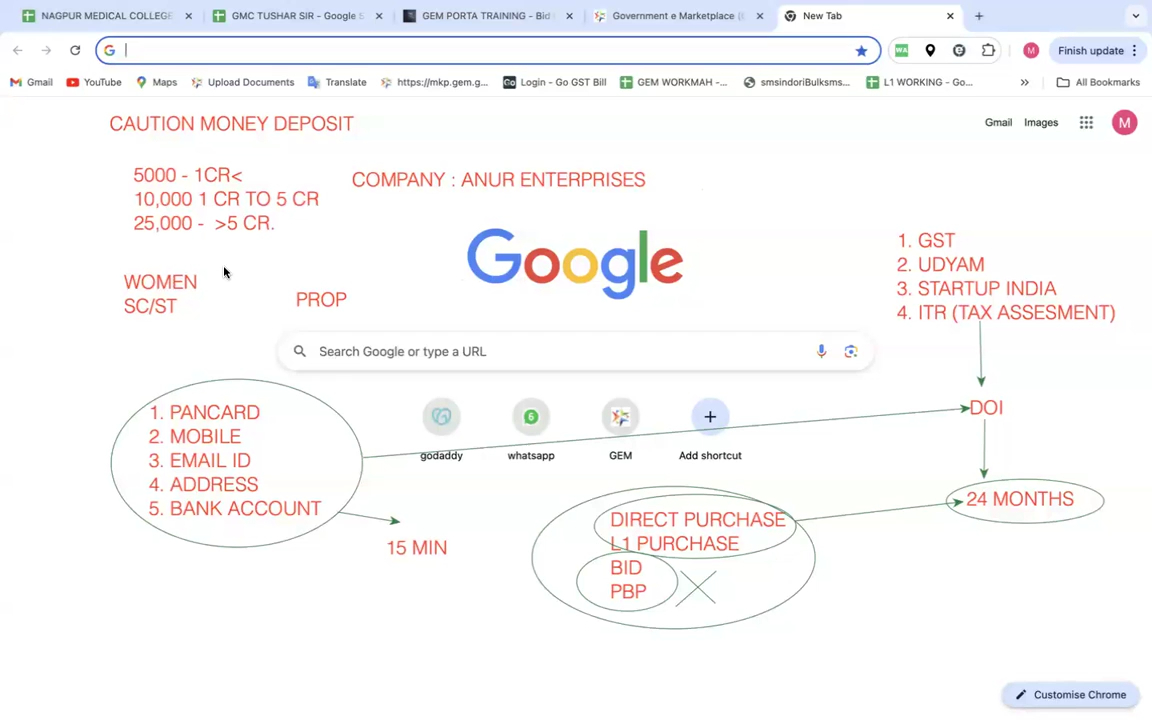 NAGPUR MEDICAL COLLEGE
GMC TUSHAR SIR - Google S
GEM PORTA TRAINING - Bid
Government e Marketplace (
New Tab
Finish update
M
Gmail
YouTube
Maps
Upload Documents
Translate
https://mkp.gem.g...
Login - Go GST Bill
GEM WORKMAH -...
smsindoriBulksms...
L1 WORKING - Go...
All Bookmarks
CAUTION MONEY DEPOSIT
Gmail
Images
M
5000 - 1CR<
10,000 1 CR TO 5 CR
25,000 - >5 CR.
COMPANY : ANUR ENTERPRISES
Google
1. GST
2. UDYAM
3. STARTUP INDIA
4. ITR (TAX ASSESMENT)
WOMEN
SC/ST
PROP
Search Google or type a URL
1. PANCARD
2. MOBILE
3. EMAIL ID
4. ADDRESS
5. BANK ACCOUNT
DOI
godaddy
whatsapp
GEM
Add shortcut
24 MONTHS
DIRECT PURCHASE
L1 PURCHASE
BID
PBP
15 MIN
Customise Chrome